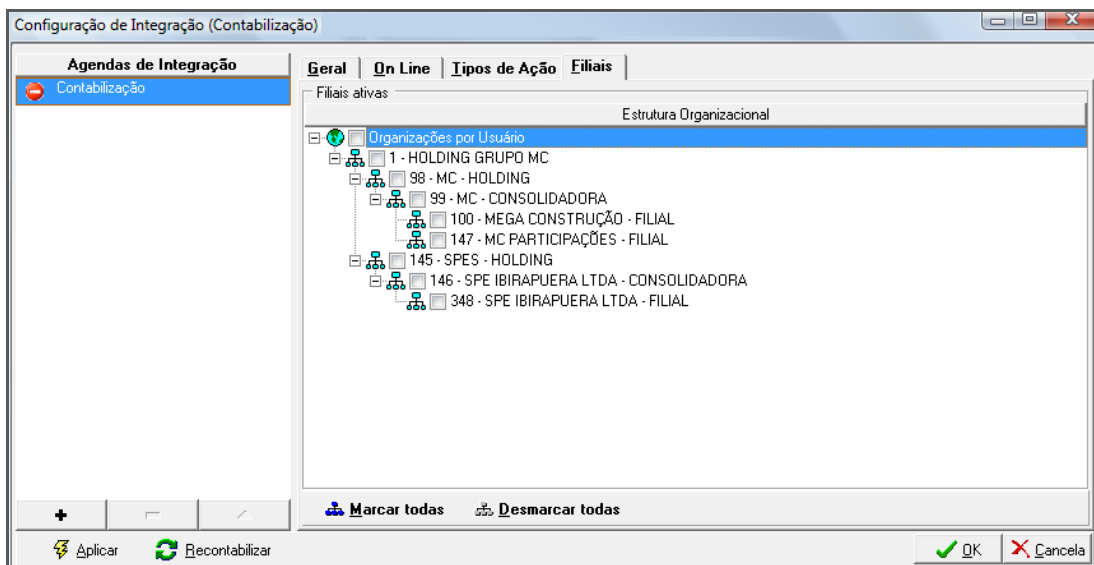 Configuração de Integração (Contabilização)
Agendas de Integração
Contabilização
Geral On Line Tipos de Ação Filiais
Filiais ativas
Estrutura Organizacional
Organizações por Usuário
1 - HOLDING GRUPO MC
98 - MC - HOLDING
99 - MC - CONSOLIDADORA
100 - MEGA CONSTRUÇÃO - FILIAL
147 - MC PARTICIPAÇÕES - FILIAL
145 - SPES - HOLDING
146 - SPE IBIRAPUERA LTDA - CONSOLIDADORA
348 - SPE IBIRAPUERA LTDA - FILIAL
Marcar todas Desmarcar todas
Aplicar Recontabilizar OK Cancela